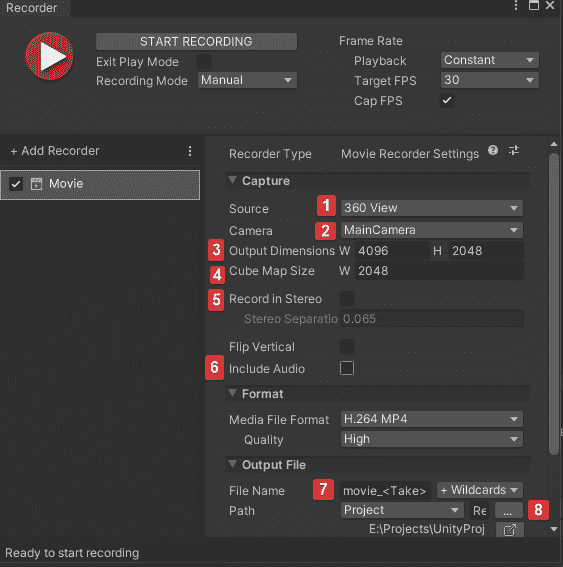 Recorder
START RECORDING
Exit Play Mode
Recording Mode Manual
Frame Rate
Playback Constant
Target FPS 30
Cap FPS
+ Add Recorder
Movie
Recorder Type Movie Recorder Settings
Capture
Source 1 360 View
Camera 2 MainCamera
3 Output Dimensions W 4096 H 2048
4 Cube Map Size W 2048
5 Record in Stereo
Stereo Separatio 0.065
Flip Vertical
6 Include Audio
Format
Media File Format H.264 MP4
Quality High
Output File
File Name 7 movie_<Take> + Wildcards
Path Project Re ... 8
E:\Projects\UnityProj
Ready to start recording